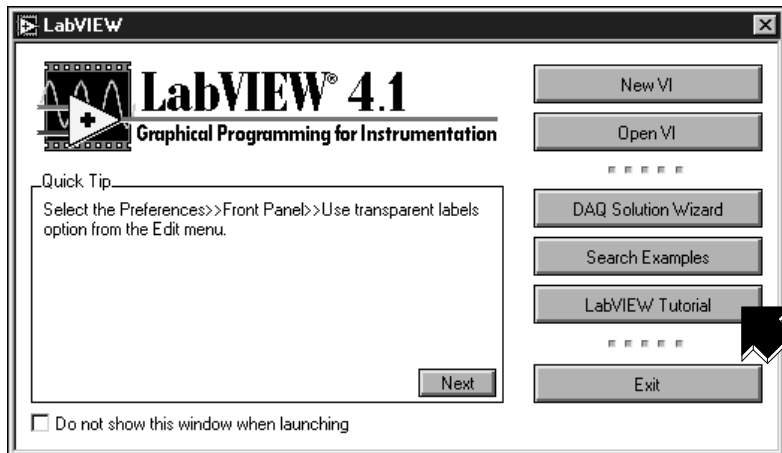 LabVIEW
LabVIEW® 4.1
Graphical Programming for Instrumentation
Quick Tip
Select the Preferences>>Front Panel>>Use transparent labels
option from the Edit menu.
Next
Do not show this window when launching
New VI
Open VI
DAQ Solution Wizard
Search Examples
LabVIEW Tutorial
Exit